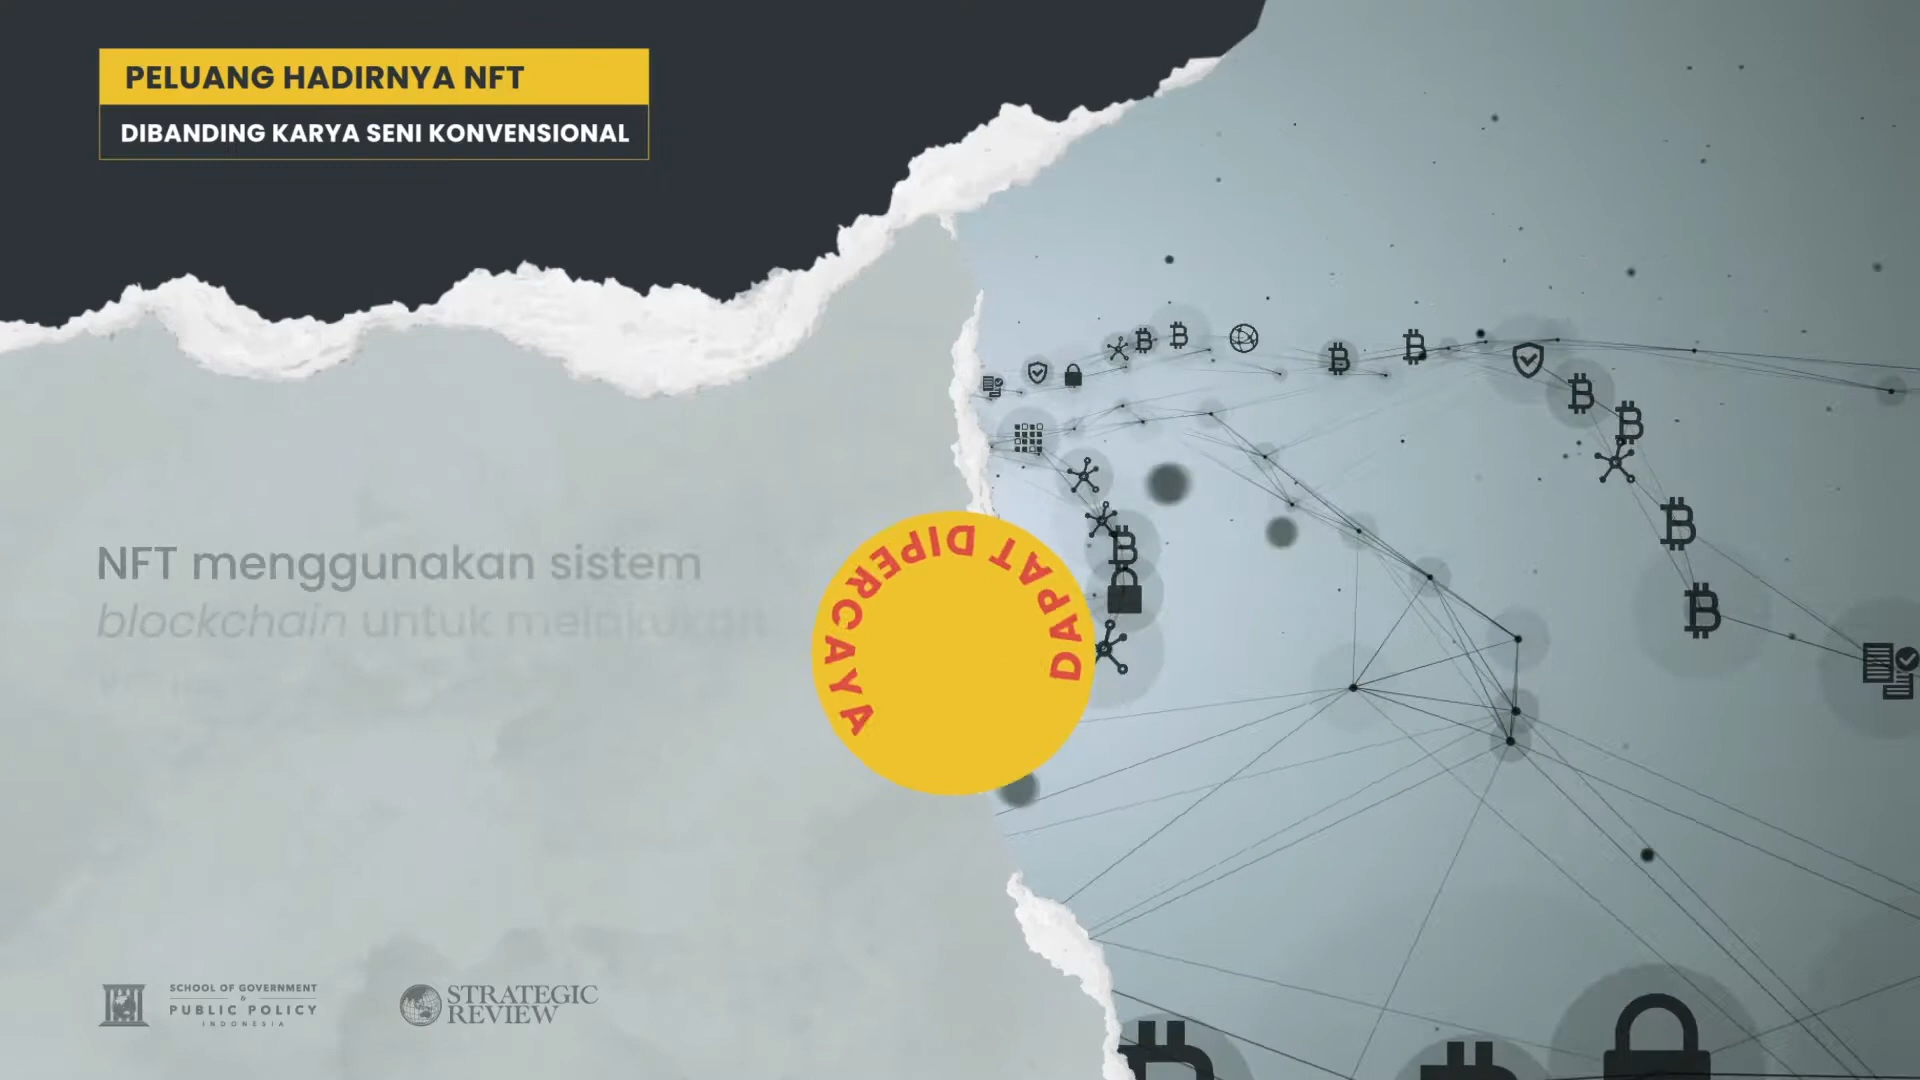 PELUANG HADIRNYA NFT
DIBANDING KARYA SENI KONVENSIONAL
NFT menggunakan sistem
blockchain untuk melakukan
DAPAT DIPERCAYA
SCHOOL OF GOVERNMENT
&
PUBLIC POLICY
INDONESIA
STRATEGIC
REVIEW